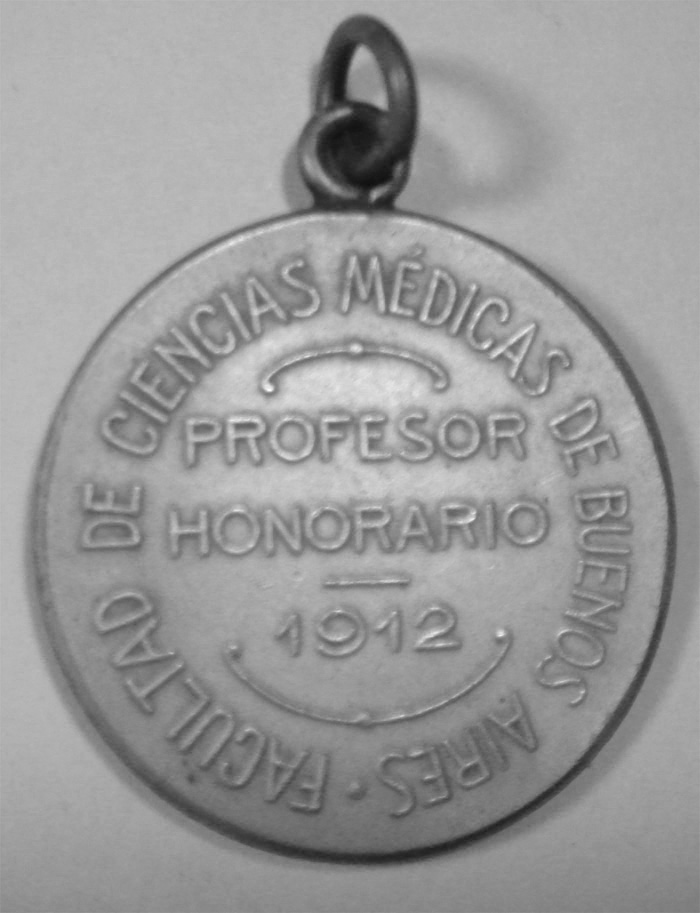 FACULTAD DE CIENCIAS MÉDICAS DE BUENOS AIRES ·
PROFESOR
HONORARIO
1912